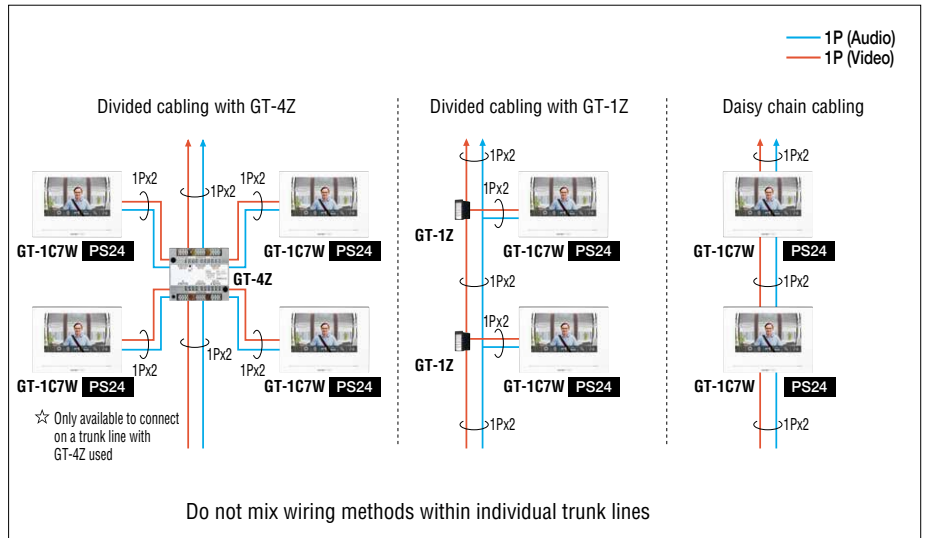 1P (Audio)
1P (Video)
Divided cabling with GT-4Z
1Px2
1Px2
1Px2
GT-1C7W PS24
GT-1C7W PS24
GT-4Z
1Px2
1Px2
1Px2
GT-1C7W PS24
GT-1C7W PS24
☆ Only available to connect
on a trunk line with
GT-4Z used
Divided cabling with GT-1Z
1Px2
1Px2
GT-1Z
GT-1C7W PS24
1Px2
1Px2
GT-1Z
GT-1C7W PS24
1Px2
Daisy chain cabling
1Px2
GT-1C7W PS24
1Px2
GT-1C7W PS24
1Px2
Do not mix wiring methods within individual trunk lines